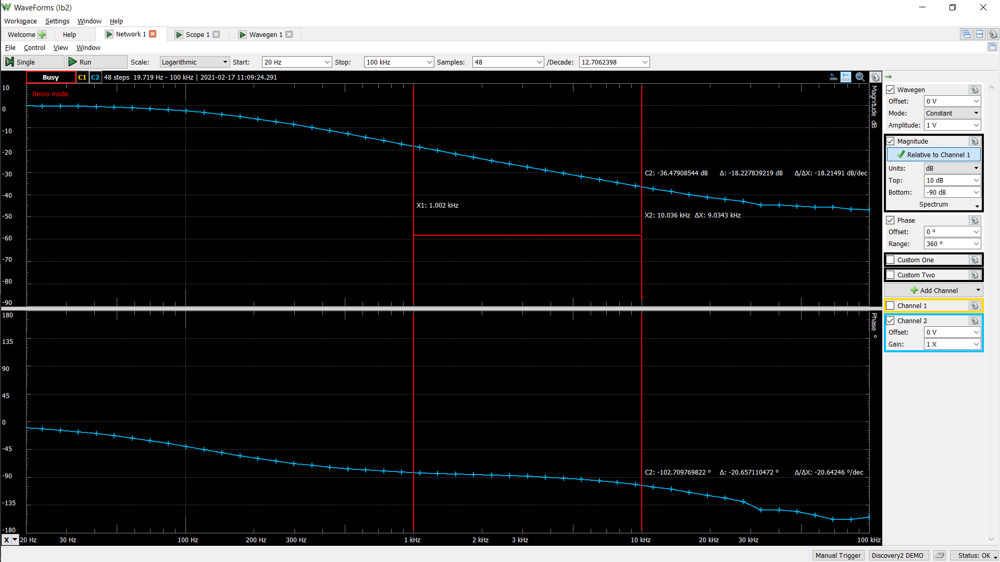 WaveForms (lb2)
Workspace Settings Window Help
Welcome Help Network 1 Scope 1 Wavegen 1
File Control View Window
Single Run Scale: Logarithmic Start: 20 Hz Stop: 100 kHz Samples: 48 /Decade: 12.7062398
Busy C1 C2 48 steps 19.719 Hz - 100 kHz | 2021-02-17 11:09:24.291
Demo mode
10
0
-10
-20
-30
-40
-50
-60
-70
-80
-90
Magnitude dB
C2: -36.47908544 dB Δ: -18.227839219 dB Δ/ΔX: -18.21491 dB/dec
X1: 1.002 kHz
X2: 10.036 kHz ΔX: 9.0343 kHz
180
135
90
45
0
-45
-90
-135
-180
Phase º
C2: -102.709769822 º Δ: -20.657110472 º Δ/ΔX: -20.64246 º/dec
X 20 Hz 30 Hz 100 Hz 200 Hz 300 Hz 1 kHz 2 kHz 3 kHz 10 kHz 20 kHz 30 kHz 100 kHz
Wavegen
Offset: 0 V
Mode: Constant
Amplitude: 1 V
Magnitude
Relative to Channel 1
Units: dB
Top: 10 dB
Bottom: -90 dB
Spectrum
Phase
Offset: 0 º
Range: 360 º
Custom One
Custom Two
Add Channel
Channel 1
Channel 2
Offset: 0 V
Gain: 1 X
Manual Trigger Discovery2 DEMO Status: OK